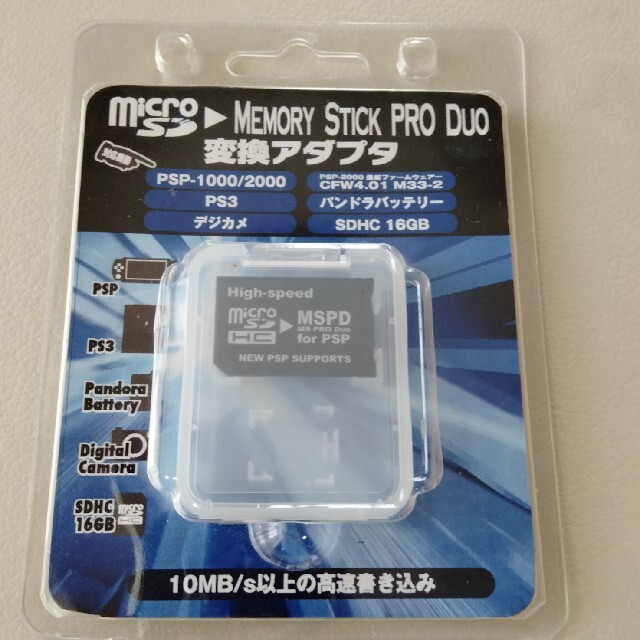 micro SD ▶ MEMORY STICK PRO DUO
変換アダプタ
PSP-1000/2000
PSP-2000 最新ファームウェアー
CFW4.01 M33-2
PS3
パンドラバッテリー
デジカメ
SDHC 16GB
PSP
PS3
Pandora
Battery
Digital
Camera
SDHC
16GB
High-speed
micro SD HC ▶ MSPD
MS PRO Duo
for PSP
NEW PSP SUPPORTS
10MB/s以上の高速書き込み